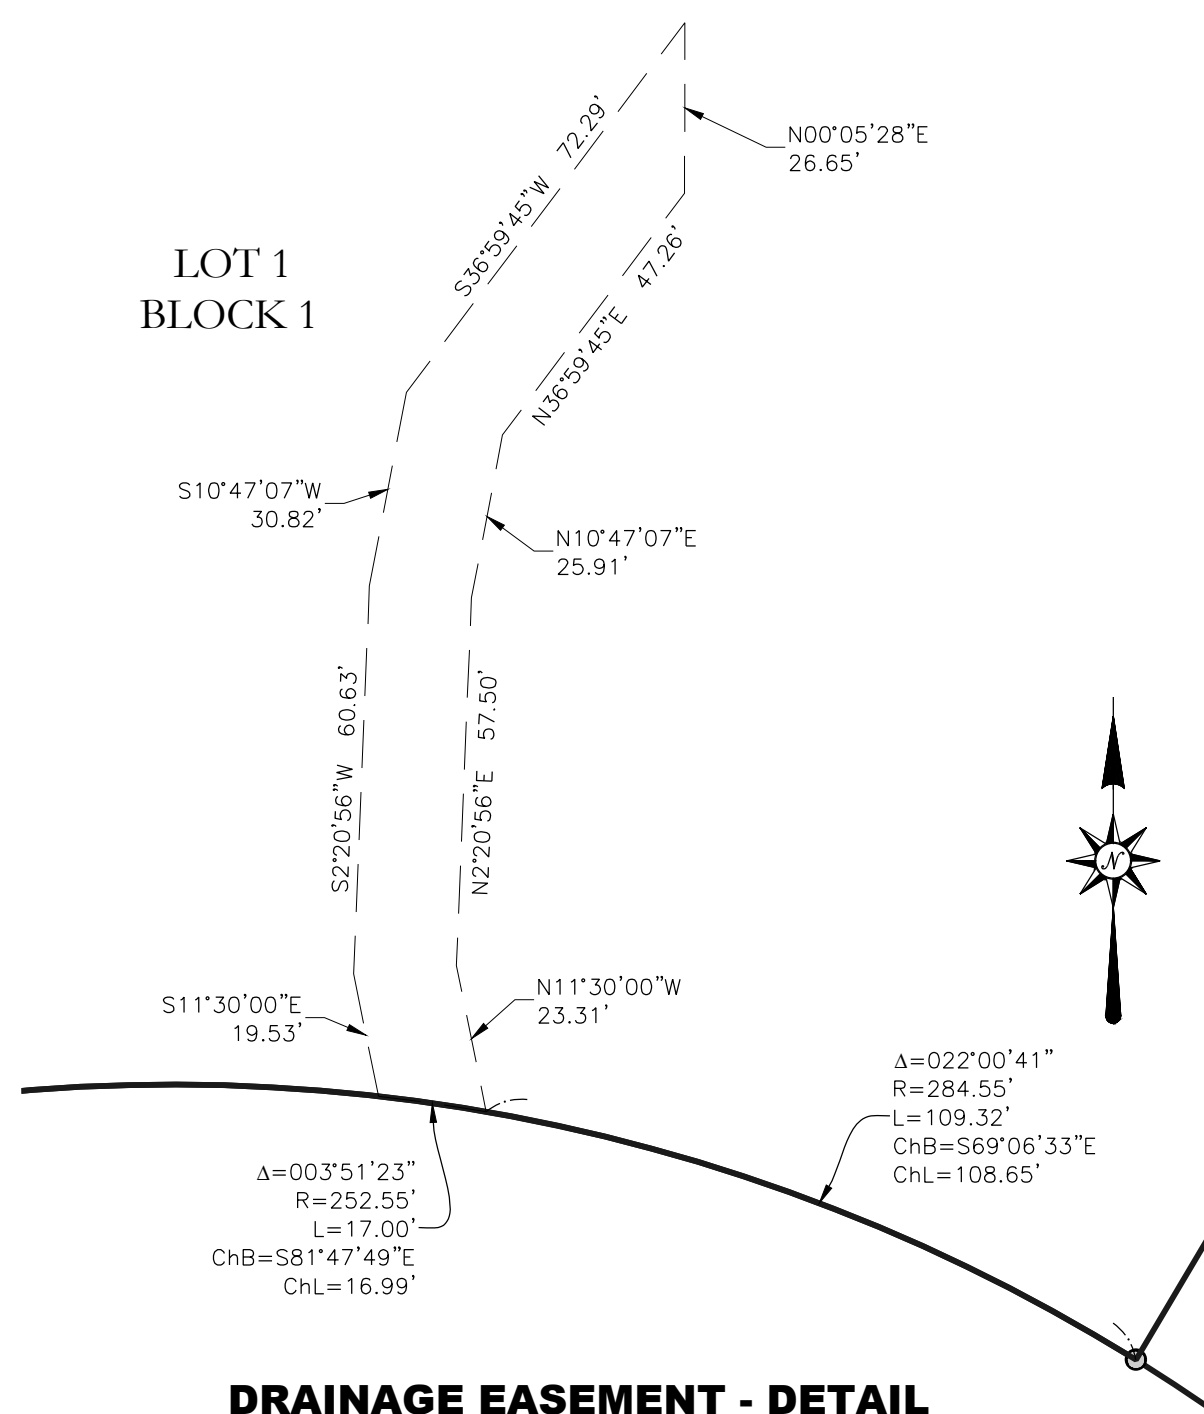 N00°05'28"E
26.65'
S36°59'45"W 72.29'
N36°59'45"E 47.26'
LOT 1
BLOCK 1
S10°47'07"W
30.82'
N10°47'07"E
25.91'
S2°20'56"W 60.63'
N2°20'56"E 57.50'
N
S11°30'00"E
19.53'
N11°30'00"W
23.31'
Δ=022°00'41"
R=284.55'
L=109.32'
ChB=S69°06'33"E
ChL=108.65'
Δ=003°51'23"
R=252.55'
L=17.00'
ChB=S81°47'49"E
ChL=16.99'
DRAINAGE EASEMENT - DETAIL